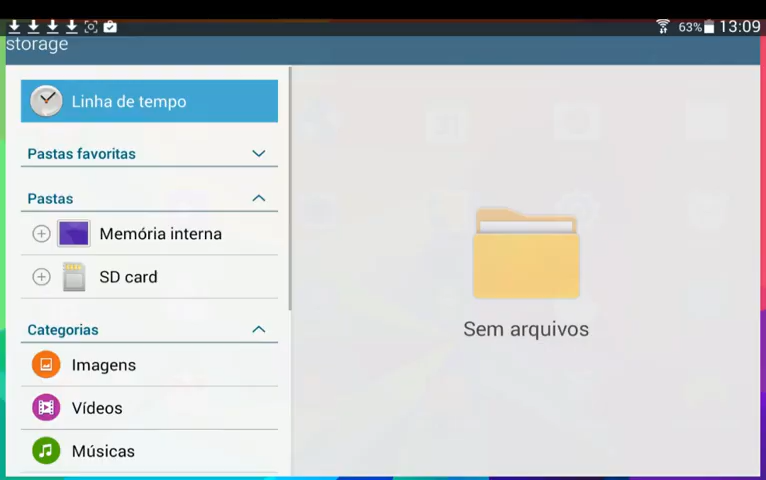 63% 13:09
storage
Linha de tempo
Pastas favoritas
Pastas
Memória interna
SD card
Categorias
Imagens
Vídeos
Músicas
Sem arquivos